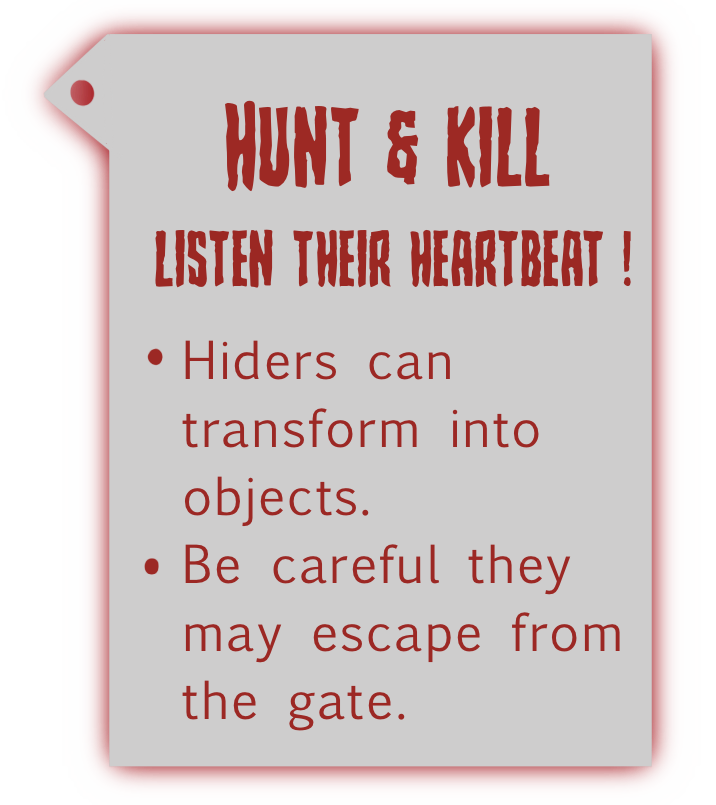 HUNT & KILL
LISTEN THEIR HEARTBEAT !
• Hiders can
transform into
objects.
• Be careful they
may escape from
the gate.